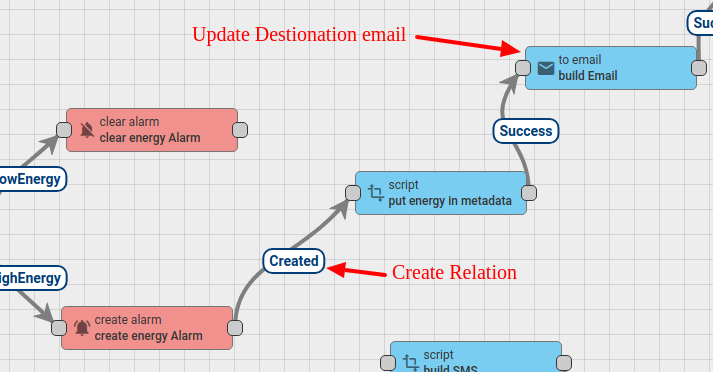 Suc
Update Destionation email
to email
build Email
clear alarm
clear energy Alarm
Success
owEnergy
script
put energy in metadata
Created
Create Relation
ighEnergy
create alarm
create energy Alarm
script
build SMS